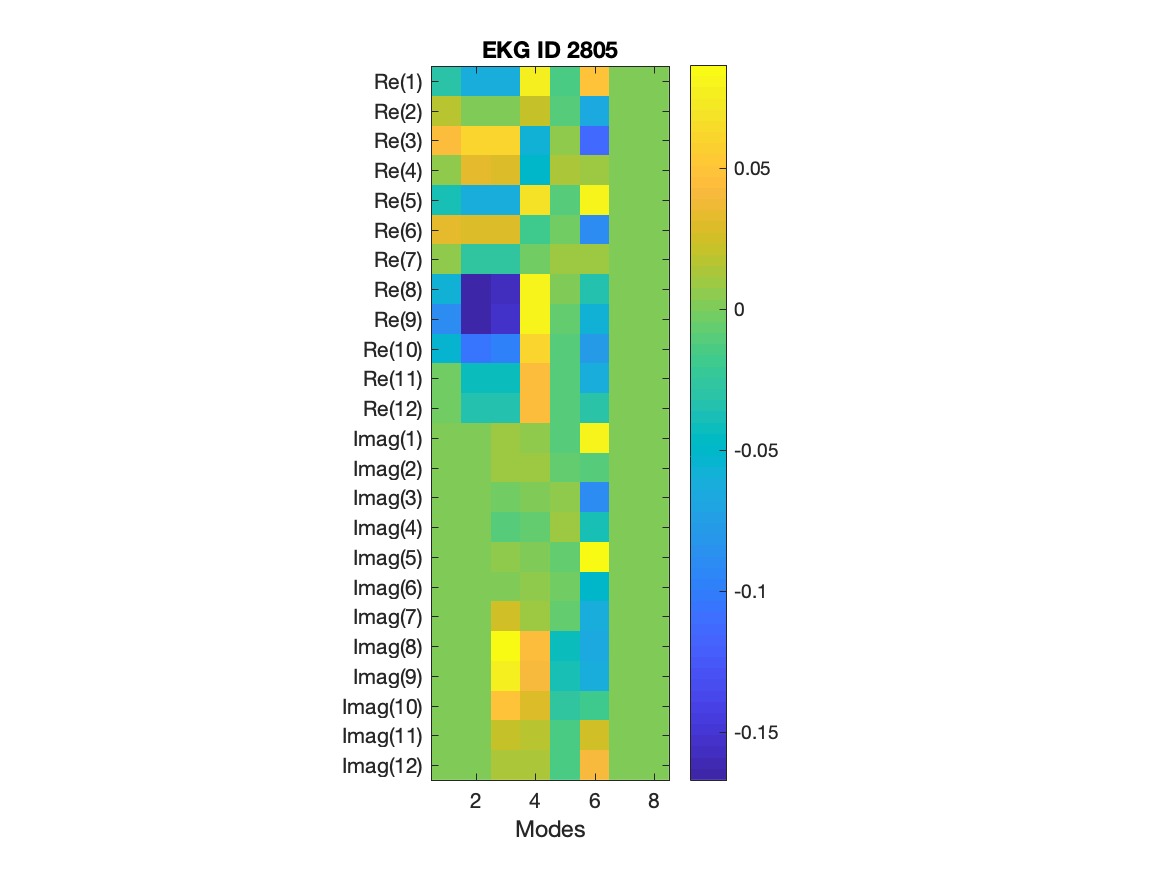 EKG ID 2805
Re(1)
Re(2)
Re(3)
Re(4)
Re(5)
Re(6)
Re(7)
Re(8)
Re(9)
Re(10)
Re(11)
Re(12)
Imag(1)
Imag(2)
Imag(3)
Imag(4)
Imag(5)
Imag(6)
Imag(7)
Imag(8)
Imag(9)
Imag(10)
Imag(11)
Imag(12)
2 4 6 8
Modes
0.05
0
-0.05
-0.1
-0.15